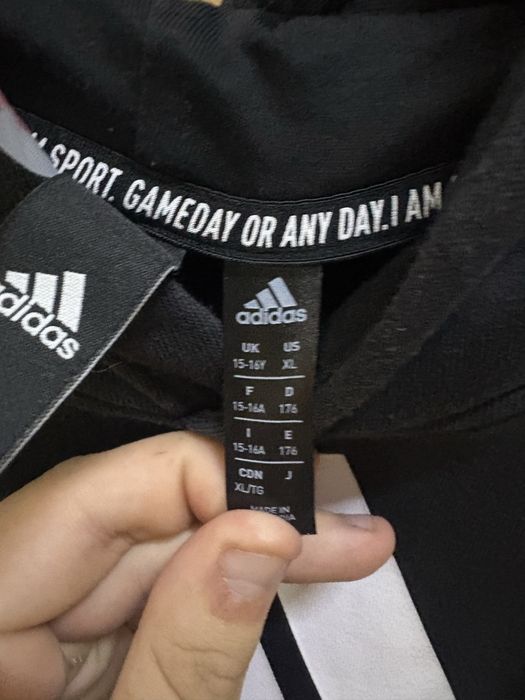 SPORT. GAMEDAY OR ANY DAY. I AM
adidas
adidas
UK US
15-16Y XL
F D
15-16A 176
I E
15-16A 176
CDN J
XL/TG
MADE IN